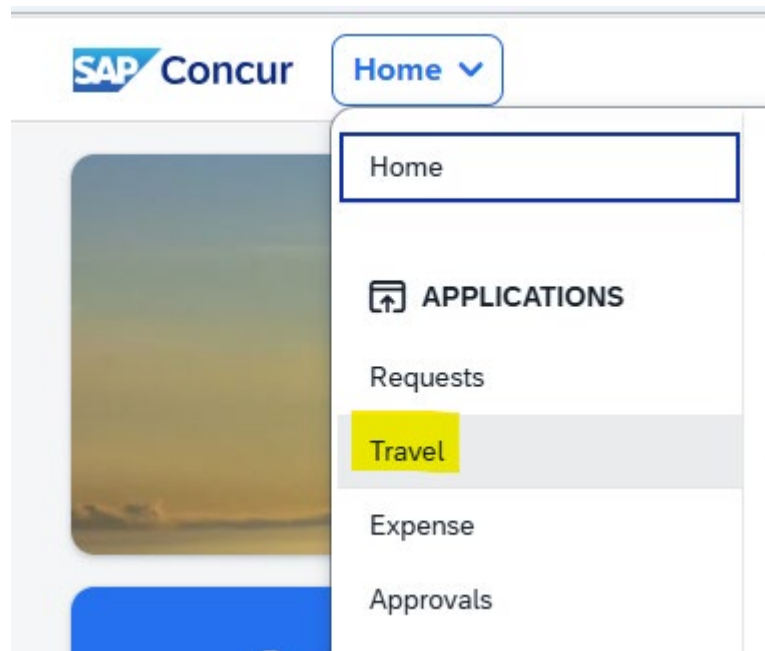 SAP Concur Home
Home
APPLICATIONS
Requests
Travel
Expense
Approvals